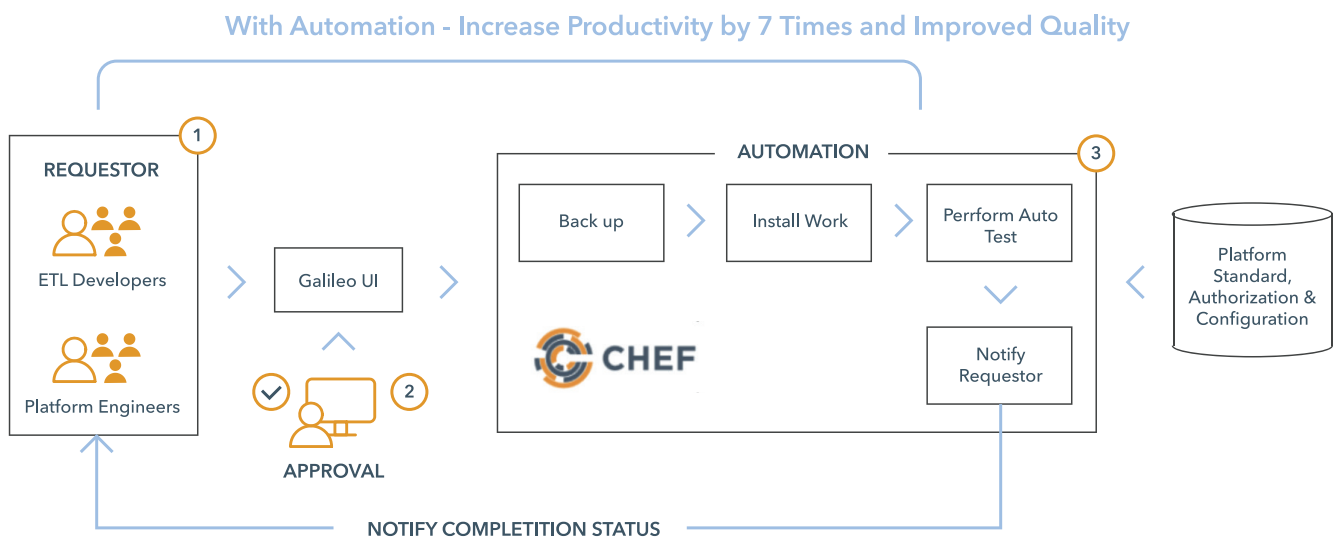 With Automation - Increase Productivity by 7 Times and Improved Quality
1
REQUESTOR
ETL Developers
Platform Engineers
Galileo UI
2
APPROVAL
AUTOMATION
3
Back up
Install Work
Perrform Auto
Test
Notify
Requestor
CHEF
Platform
Standard,
Authorization &
Configuration
NOTIFY COMPLETITION STATUS